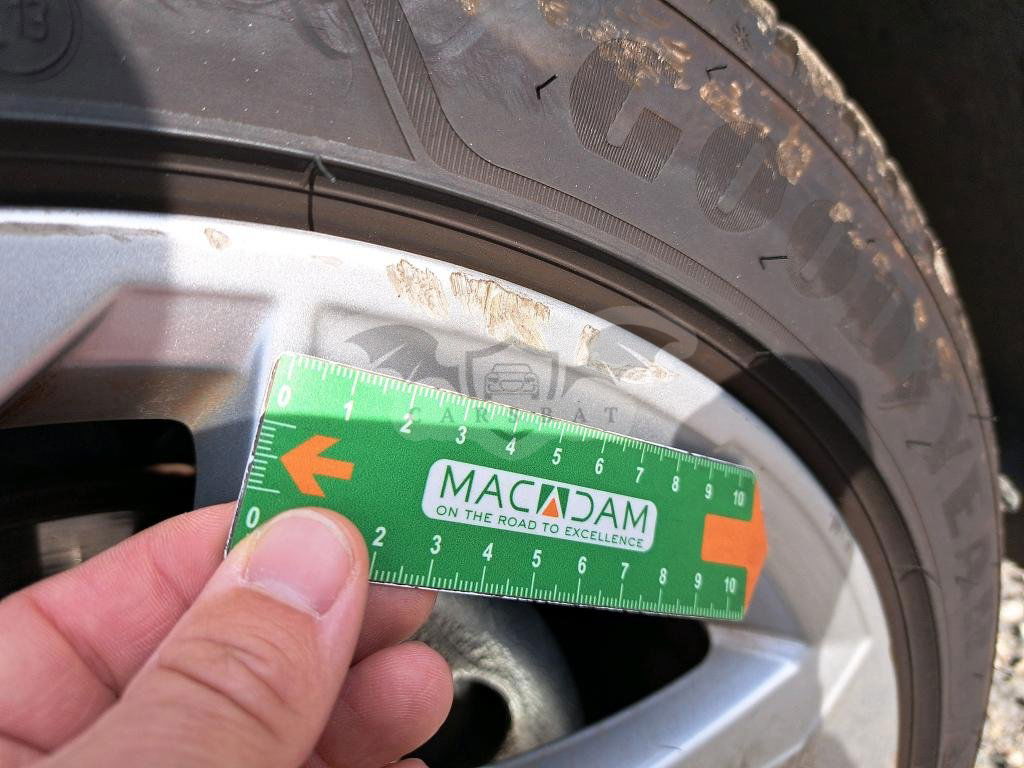 GOODYEAR
CARSBAT
0 1 2 3 4 5 6 7 8 9 10
MACADAM
ON THE ROAD TO EXCELLENCE
0 2 3 4 5 6 7 8 9 10